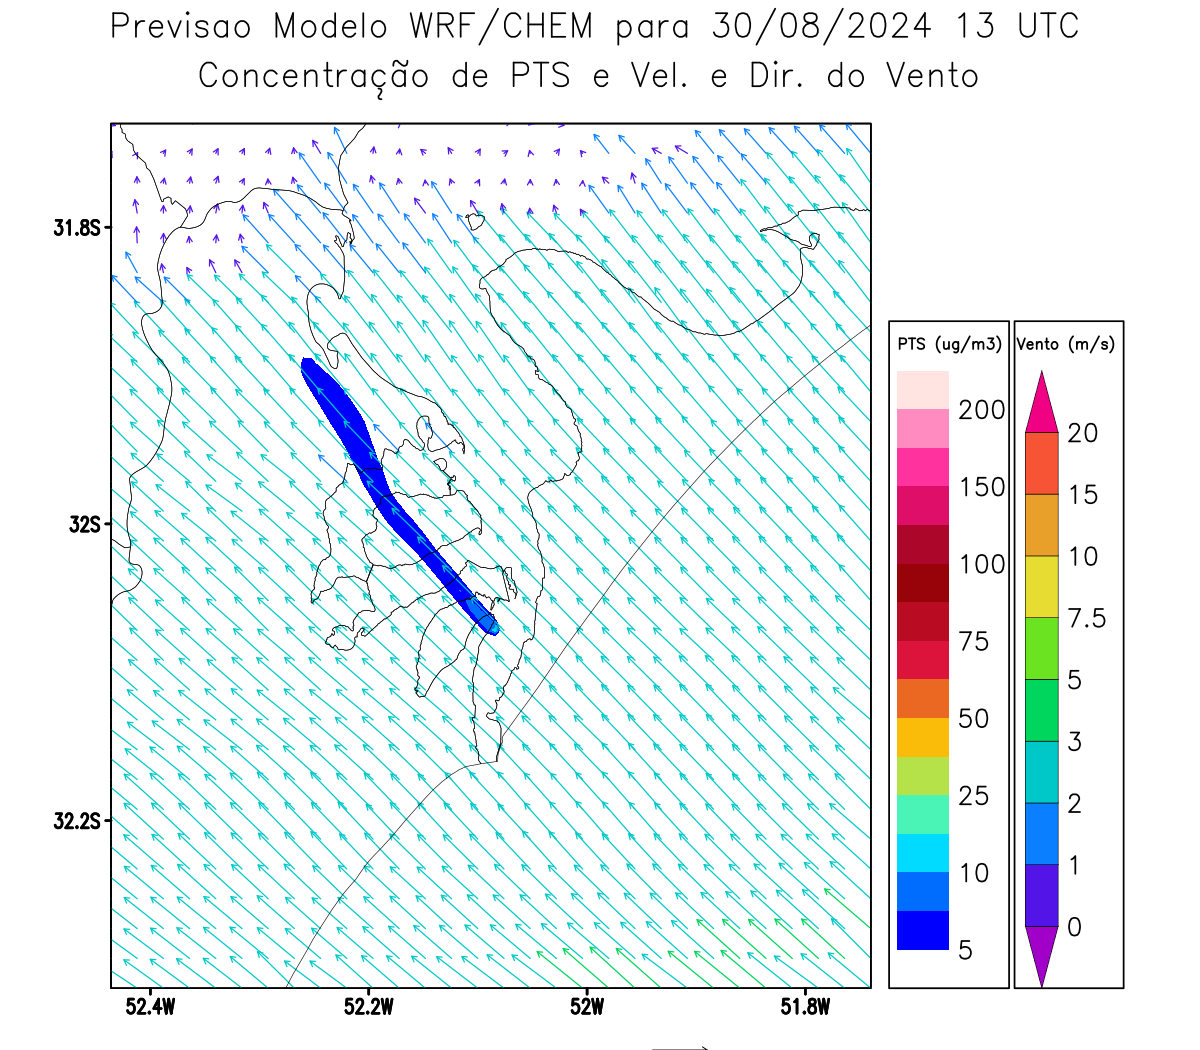 Previsao Modelo WRF/CHEM para 30/08/2024 13 UTC
Concentração de PTS e Vel. e Dir. do Vento
31.8S
32S
32.2S
52.4W
52.2W
52W
51.8W
PTS (ug/m3)
200
150
100
75
50
25
10
5
Vento (m/s)
20
15
10
7.5
5
3
2
1
0